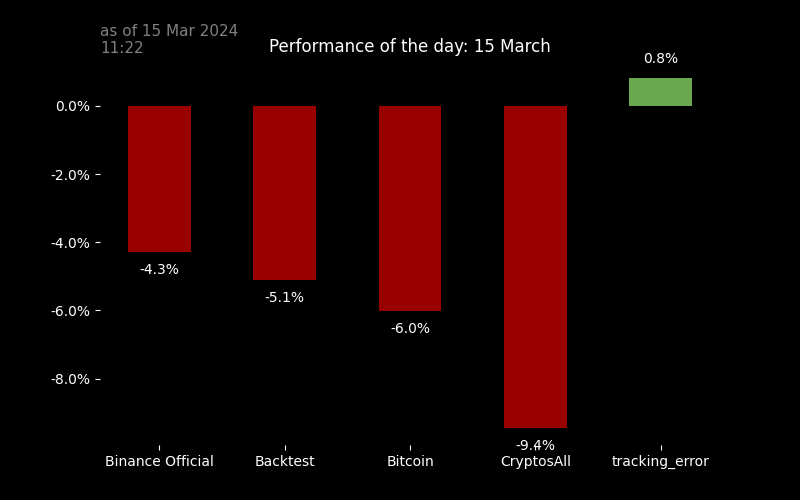 as of 15 Mar 2024
11:22
Performance of the day: 15 March
0.8%
0.0%
-2.0%
-4.0%
-4.3%
-5.1%
-6.0%
-6.0%
-8.0%
-9.4%
Binance Official
Backtest
Bitcoin
CryptosAll
tracking_error